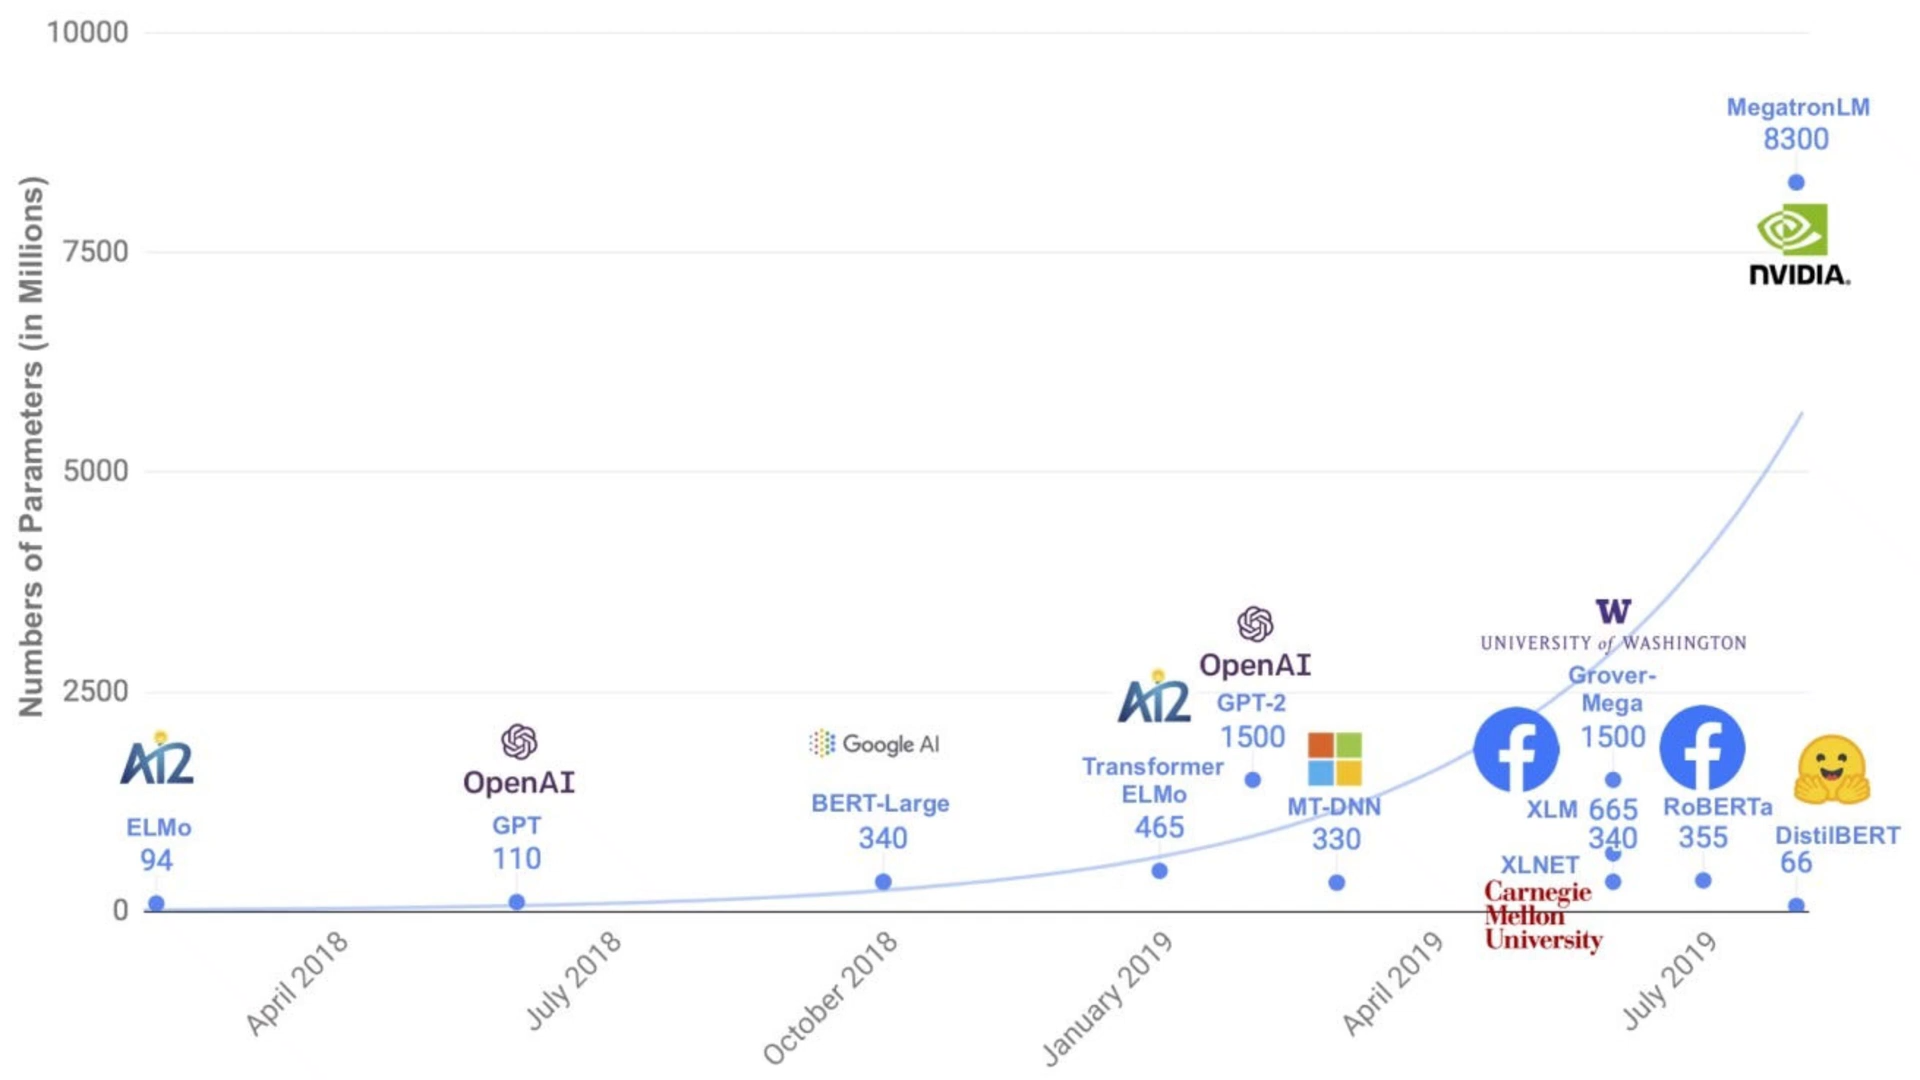 Numbers of Parameters (in Millions)
10000
7500
5000
2500
0
MegatronLM
8300
NVIDIA.
UNIVERSITY of WASHINGTON
W
Grover-
Mega
1500
OpenAI
GPT-2
1500
AI2
Transformer
ELMo
465
MT-DNN
330
XLM 665
340
XLNET
Carnegie
Mellon
University
RoBERTa
355
DistilBERT
66
Google AI
BERT-Large
340
OpenAI
GPT
110
AI2
ELMo
94
April 2018
July 2018
October 2018
January 2019
April 2019
July 2019